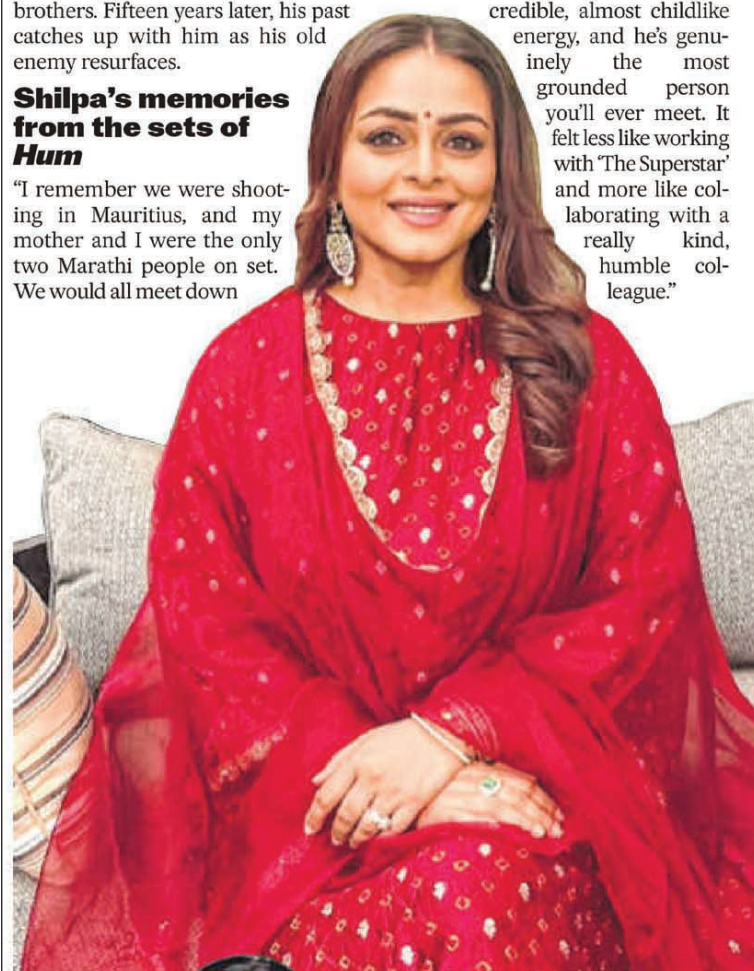 brothers. Fifteen years later, his past
catches up with him as his old
enemy resurfaces.
Shilpa's memories
from the sets of
Hum
“I remember we were shoot-
ing in Mauritius, and my
mother and I were the only
two Marathi people on set.
We would all meet down
credible, almost childlike
energy, and he's genu-
inely the most
grounded person
you'll ever meet. It
felt less like working
with ‘The Superstar’
and more like col-
laborating with a
really kind,
humble col-
league.”